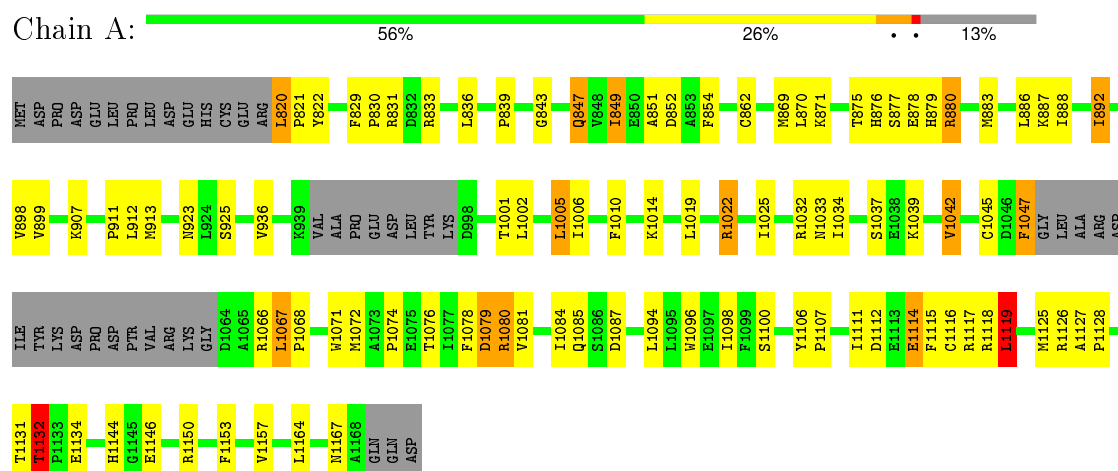 Chain A:
56% 26% • • 13%
MET ASP PRO ASP GLU LEU PRO LEU ASP GLU HIS CYS GLU ARG L820 P821 Y822 F829 P830 R831 D832 R833 L836 P839 G843 Q847 V848 I849 E850 A851 D852 A853 F854 C862 M869 L870 K871 T875 H876 S877 E878 H879 R880 M883 L886 K887 I888 I892
V898 V899 K907 P911 L912 M913 N923 L924 S925 V936 K939 VAL ALA PRO GLU ASP LEU TYR LYS D998 T1001 L1002 L1005 I1006 F1010 K1014 L1019 R1022 I1025 R1032 N1033 I1034 S1037 E1038 K1039 V1042 C1045 D1046 F1047 GLY LEU ALA ARG ASP
ILE TYR LYS ASP PRO ASP PTR VAL ARG LYS GLY D1064 A1065 R1066 L1067 P1068 W1071 M1072 A1073 P1074 E1075 T1076 I1077 F1078 D1079 R1080 V1081 I1084 Q1085 S1086 D1087 L1094 L1095 W1096 E1097 I1098 F1099 S1100 Y1106 P1107 I1111 D1112 E1113 E1114 F1115 C1116 R1117 R1118 L1119 M1125 R1126 A1127 P1128
T1131 T1132 P1133 E1134 H1144 G1145 E1146 R1150 F1153 V1157 L1164 N1167 A1168 GLN GLN ASP